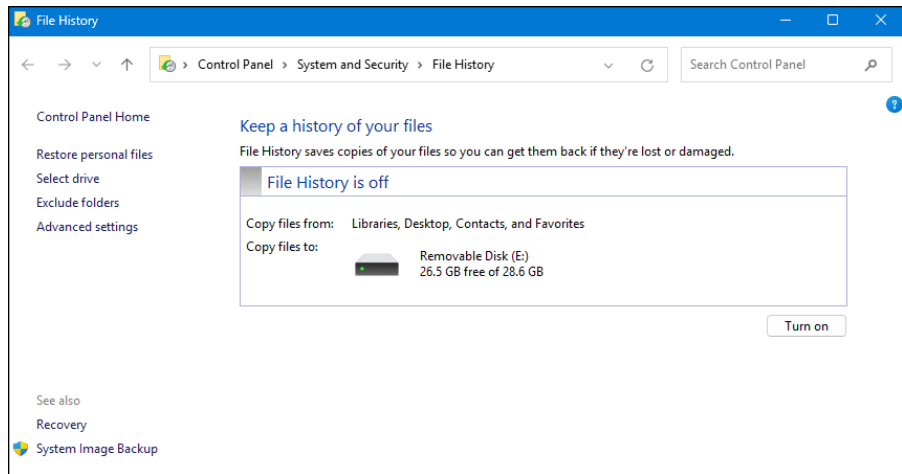 File History
Control Panel > System and Security > File History
Search Control Panel
?
Control Panel Home
Restore personal files
Select drive
Exclude folders
Advanced settings
Keep a history of your files
File History saves copies of your files so you can get them back if they're lost or damaged.
File History is off
Copy files from: Libraries, Desktop, Contacts, and Favorites
Copy files to:
Removable Disk (E:)
26.5 GB free of 28.6 GB
Turn on
See also
Recovery
System Image Backup